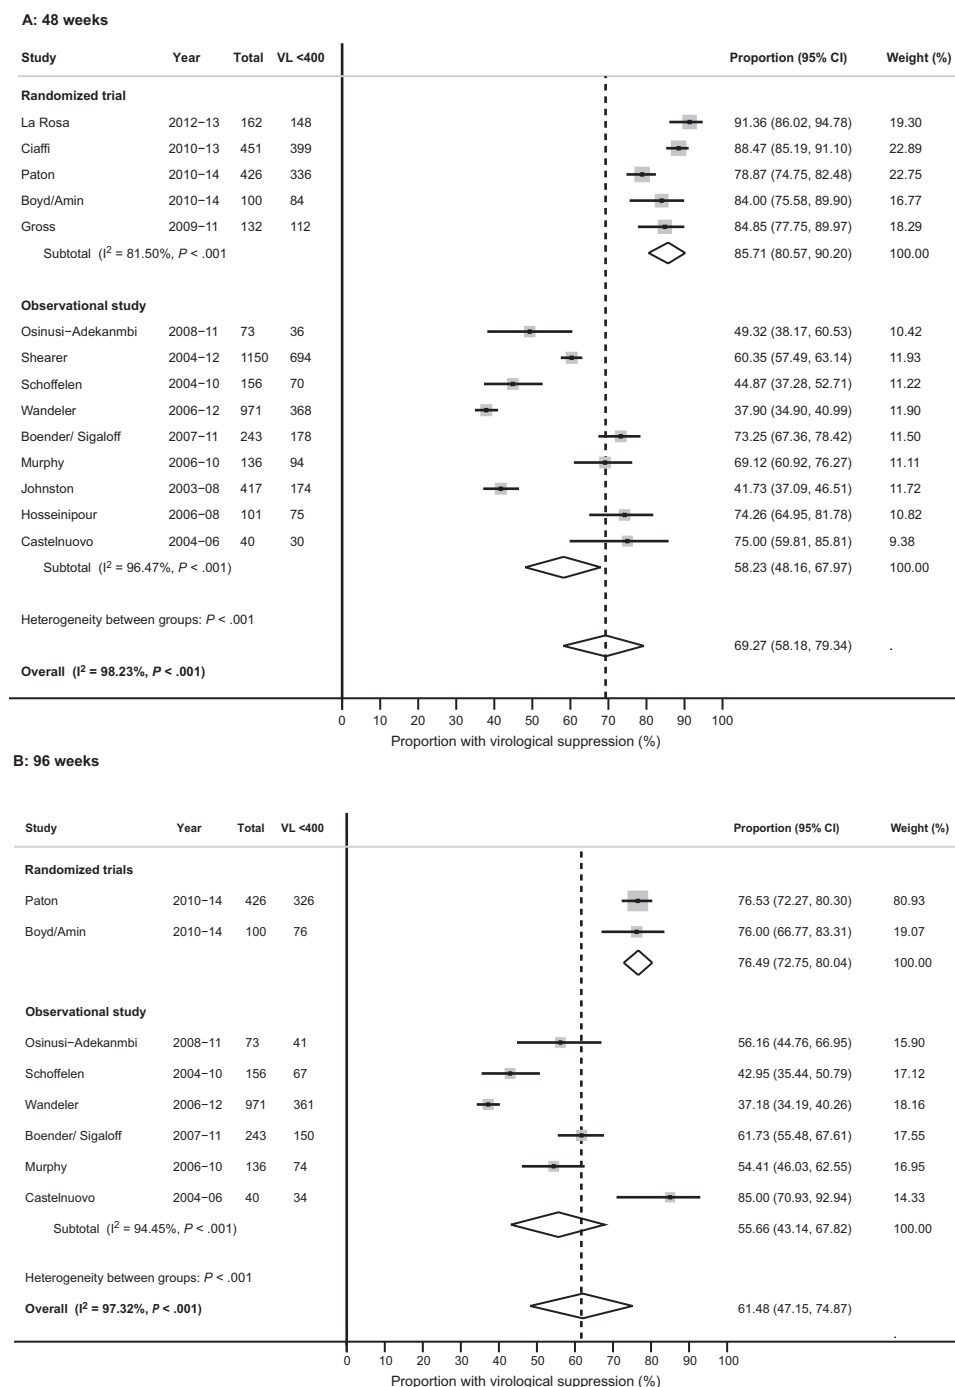 A: 48 weeks
Study Year Total VL <400 Proportion (95% CI) Weight (%)
Randomized trial
La Rosa 2012−13 162 148 91.36 (86.02, 94.78) 19.30
Ciaffi 2010−13 451 399 88.47 (85.19, 91.10) 22.89
Paton 2010−14 426 336 78.87 (74.75, 82.48) 22.75
Boyd/Amin 2010−14 100 84 84.00 (75.58, 89.90) 16.77
Gross 2009−11 132 112 84.85 (77.75, 89.97) 18.29
Subtotal (I2 = 81.50%, P < .001 85.71 (80.57, 90.20) 100.00
Observational study
Osinusi−Adekanmbi 2008−11 73 36 49.32 (38.17, 60.53) 10.42
Shearer 2004−12 1150 694 60.35 (57.49, 63.14) 11.93
Schoffelen 2004−10 156 70 44.87 (37.28, 52.71) 11.22
Wandeler 2006−12 971 368 37.90 (34.90, 40.99) 11.90
Boender/ Sigaloff 2007−11 243 178 73.25 (67.36, 78.42) 11.50
Murphy 2006−10 136 94 69.12 (60.92, 76.27) 11.11
Johnston 2003−08 417 174 41.73 (37.09, 46.51) 11.72
Hosseinipour 2006−08 101 75 74.26 (64.95, 81.78) 10.82
Castelnuovo 2004−06 40 30 75.00 (59.81, 85.81) 9.38
Subtotal (I2 = 96.47%, P < .001) 58.23 (48.16, 67.97) 100.00
Heterogeneity between groups: P < .001
69.27 (58.18, 79.34) .
Overall (I2 = 98.23%, P < .001)
0 10 20 30 40 50 60 70 80 90 100
Proportion with virological suppression (%)
B: 96 weeks
Study Year Total VL <400 Proportion (95% CI) Weight (%)
Randomized trials
Paton 2010−14 426 326 76.53 (72.27, 80.30) 80.93
Boyd/Amin 2010−14 100 76 76.00 (66.77, 83.31) 19.07
76.49 (72.75, 80.04) 100.00
Observational study
Osinusi−Adekanmbi 2008−11 73 41 56.16 (44.76, 66.95) 15.90
Schoffelen 2004−10 156 67 42.95 (35.44, 50.79) 17.12
Wandeler 2006−12 971 361 37.18 (34.19, 40.26) 18.16
Boender/ Sigaloff 2007−11 243 150 61.73 (55.48, 67.61) 17.55
Murphy 2006−10 136 74 54.41 (46.03, 62.55) 16.95
Castelnuovo 2004−06 40 34 85.00 (70.93, 92.94) 14.33
Subtotal (I2 = 94.45%, P < .001) 55.66 (43.14, 67.82) 100.00
Heterogeneity between groups: P < .001
Overall (I2 = 97.32%, P < .001) 61.48 (47.15, 74.87)
.
0 10 20 30 40 50 60 70 80 90 100
Proportion with virological suppression (%)